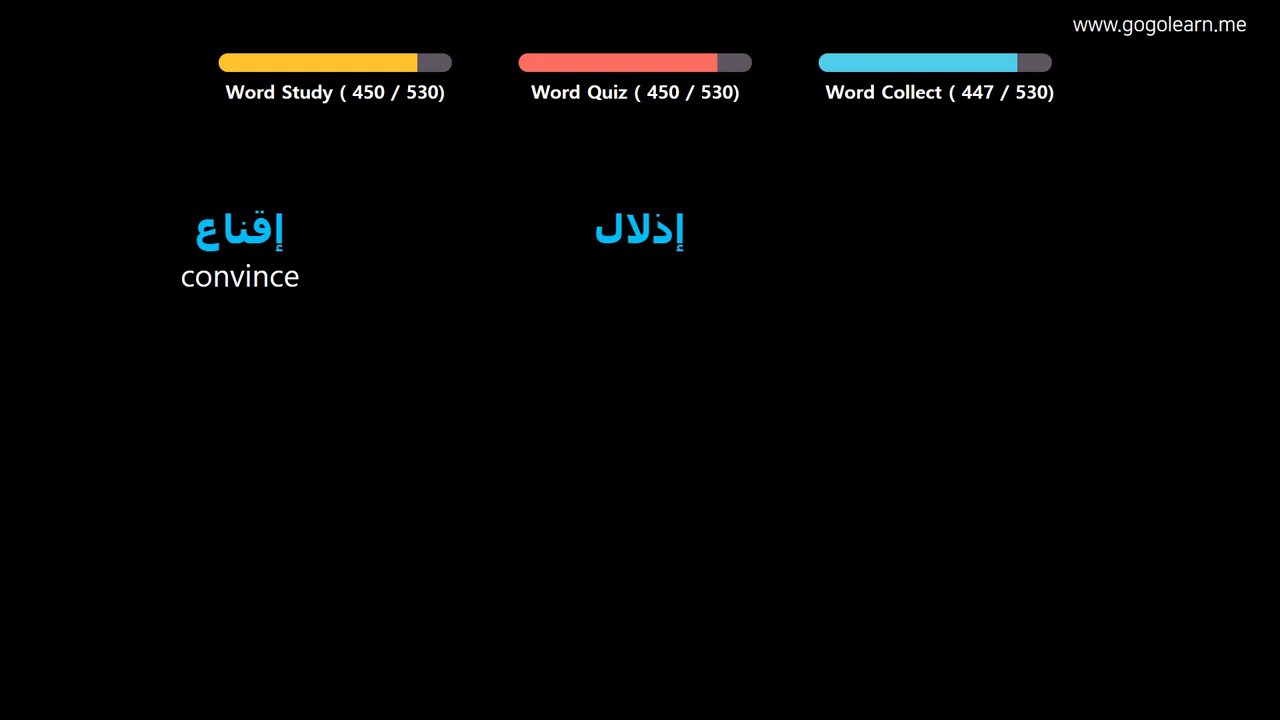 www.gogolearn.me
Word Study ( 450 / 530)
Word Quiz ( 450 / 530)
Word Collect ( 447 / 530)
إقناع
convince
إذلال